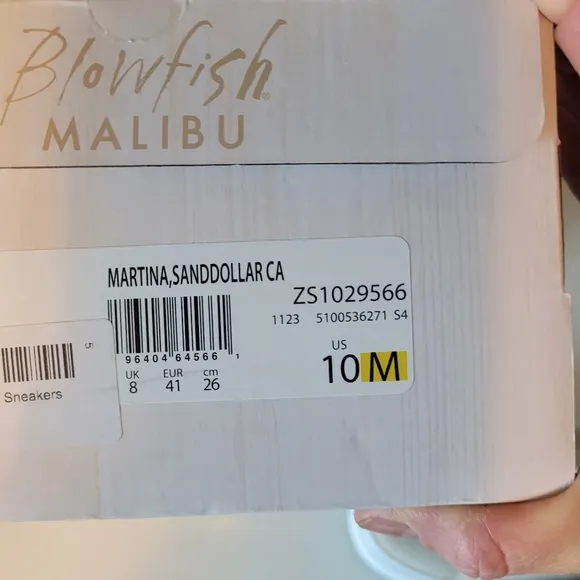 Blowfish
MALIBU
MARTINA,SANDDOLLAR CA
ZS1029566
1123 5100536271 S4
96404 64566 1
UK EUR cm
8 41 26
US
10 M
5
Sneakers